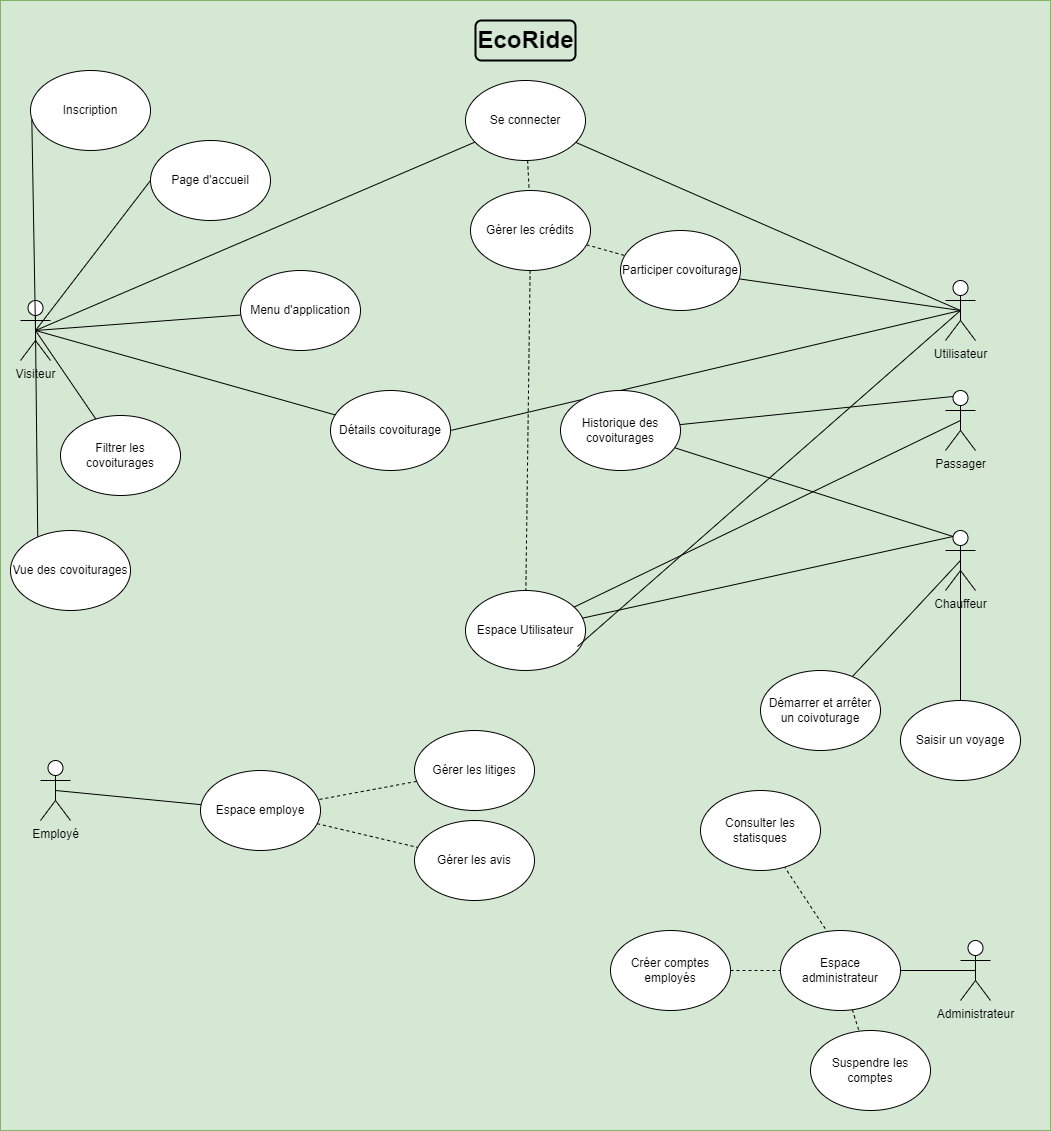 EcoRide
Inscription
Se connecter
Page d'accueil
Gérer les crédits
Participer covoiturage
Menu d'application
Visiteur
Utilisateur
Détails covoiturage
Historique des
covoiturages
Filtrer les
covoiturages
Passager
Vue des covoiturages
Chauffeur
Espace Utilisateur
Démarrer et arrêter
un coivoturage
Saisir un voyage
Gérer les litiges
Espace employe
Employé
Gérer les avis
Consulter les
statisques
Créer comptes
employés
Espace
administrateur
Administrateur
Suspendre les
comptes